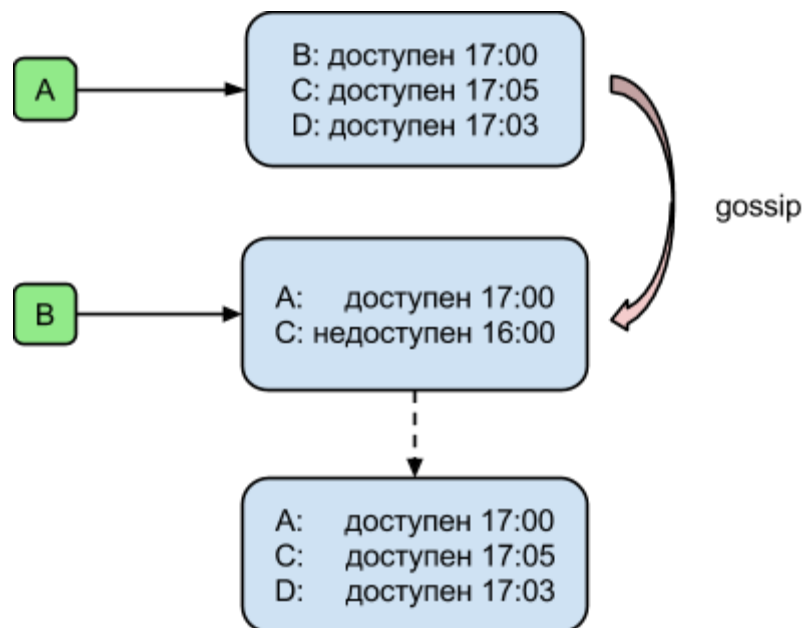 A
B: доступен 17:00
C: доступен 17:05
D: доступен 17:03
gossip
B
A: доступен 17:00
C: недоступен 16:00
A: доступен 17:00
C: доступен 17:05
D: доступен 17:03